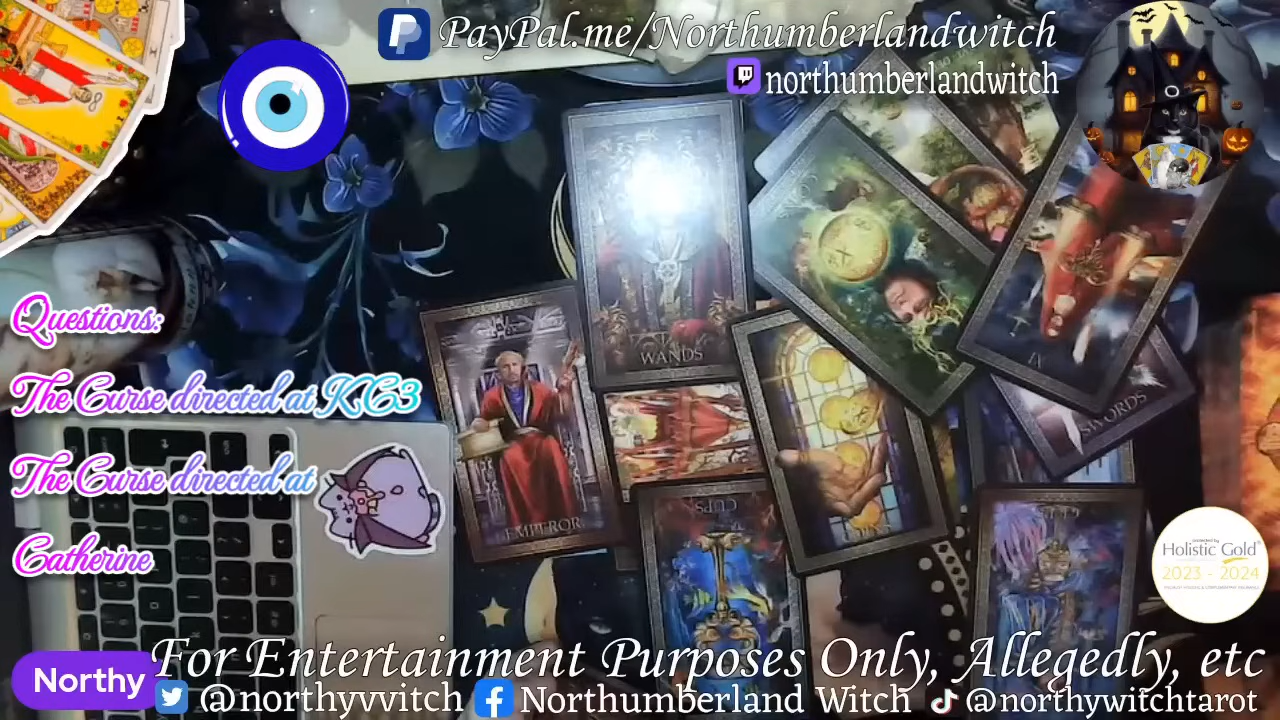 PayPal.me/Northumberlandwitch
northumberlandwitch
Questions:
The Curse directed at KC3
The Curse directed at
Catherine
WANDS
EMPEROR
CUPS
SWORDS
Holistic Gold
2023 - 2024
For Entertainment Purposes Only, Allegedly, etc
Northy
@northyvvitch
Northumberland Witch
@northywitchtarot